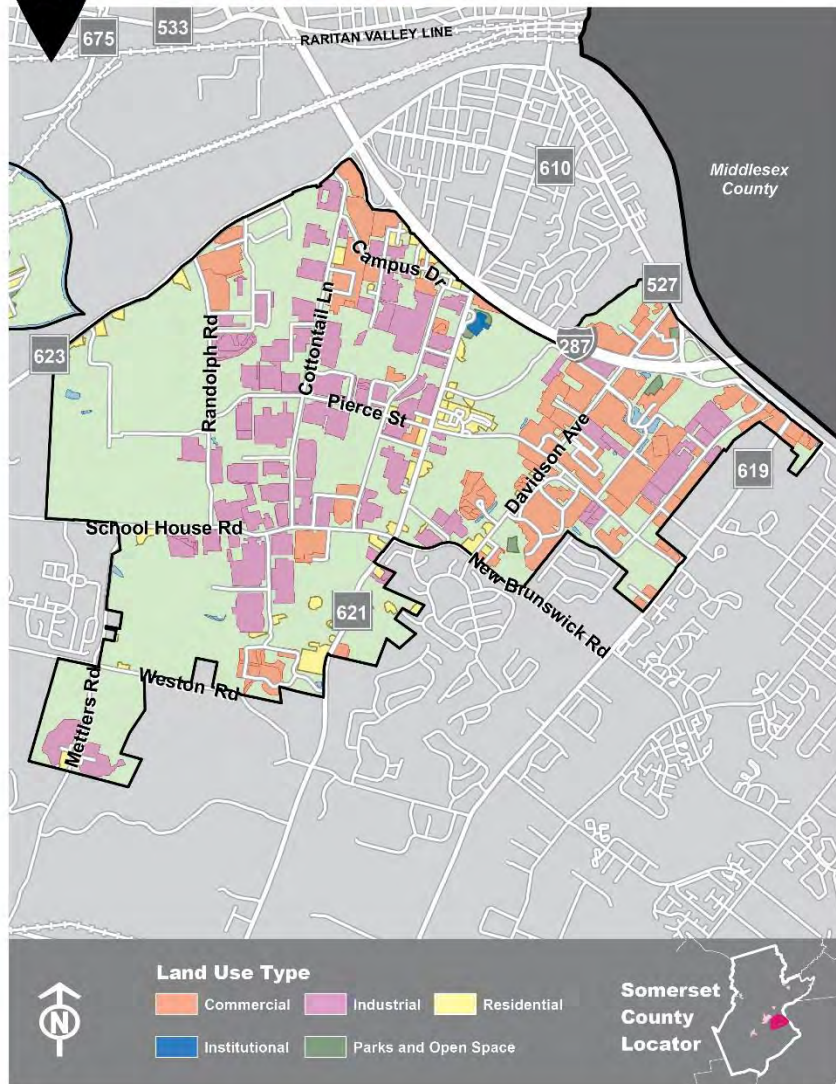 675
533
RARITAN VALLEY LINE
610
Middlesex
County
527
Campus Dr
287
623
Randolph Rd
Cottontail Ln
Pierce St
Davidson Ave
619
School House Rd
New Brunswick Rd
621
Weston Rd
Mettlers Rd
N
Land Use Type
Commercial
Industrial
Residential
Institutional
Parks and Open Space
Somerset
County
Locator